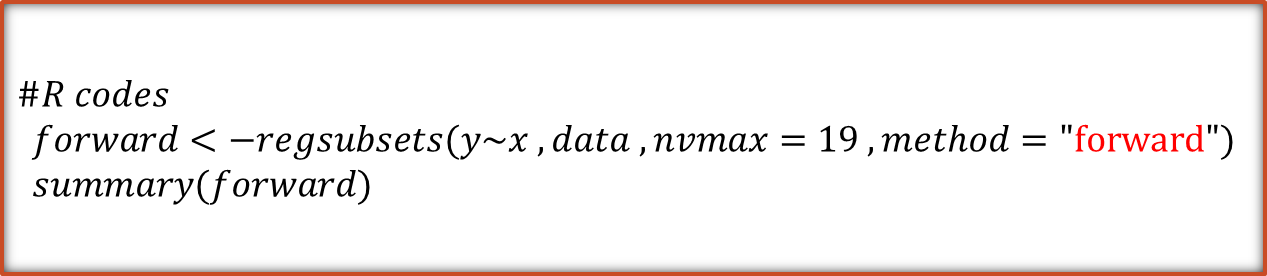 #R codes
forward < −regsubsets(y~x , data , nvmax = 19 , method = "forward")
summary(forward)